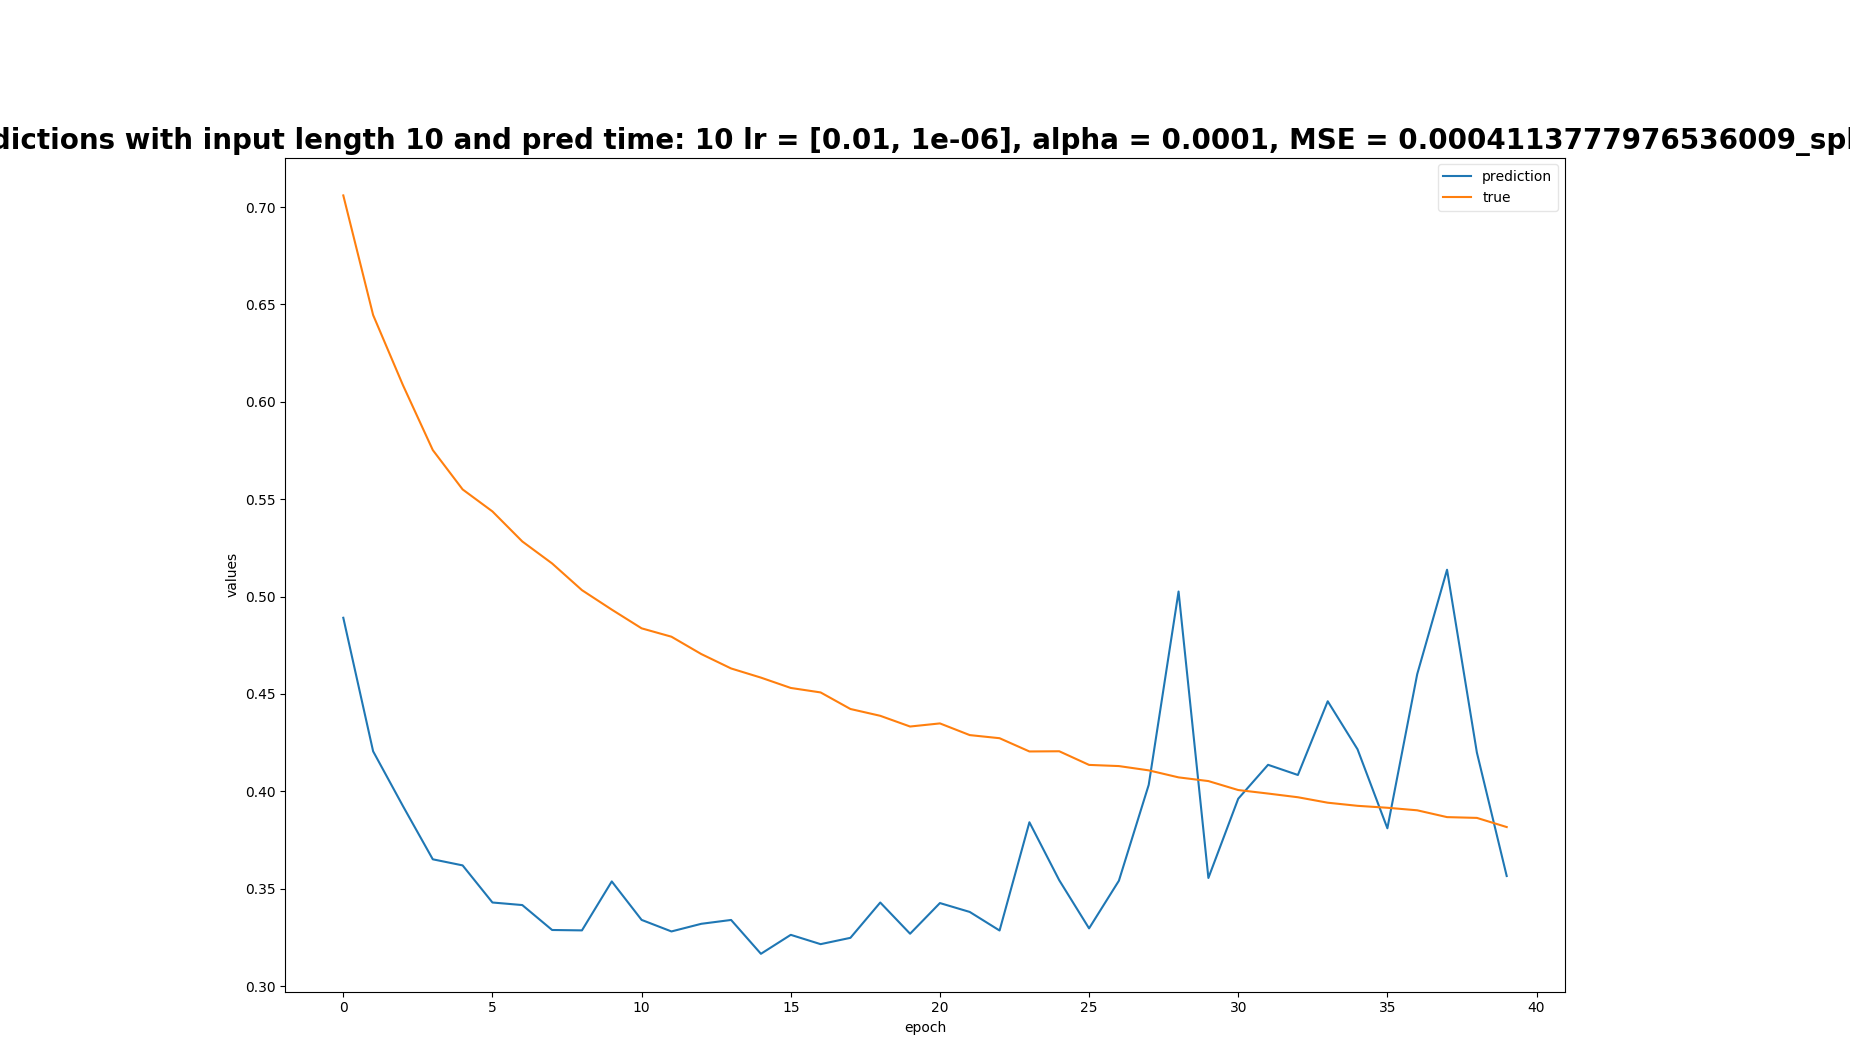 dictions with input length 10 and pred time: 10 lr = [0.01, 1e-06], alpha = 0.0001, MSE = 0.0004113777976536009_spl
prediction
true
0.70
0.65
0.60
0.55
0.50
0.45
0.40
0.35
0.30
values
0 5 10 15 20 25 30 35 40
epoch